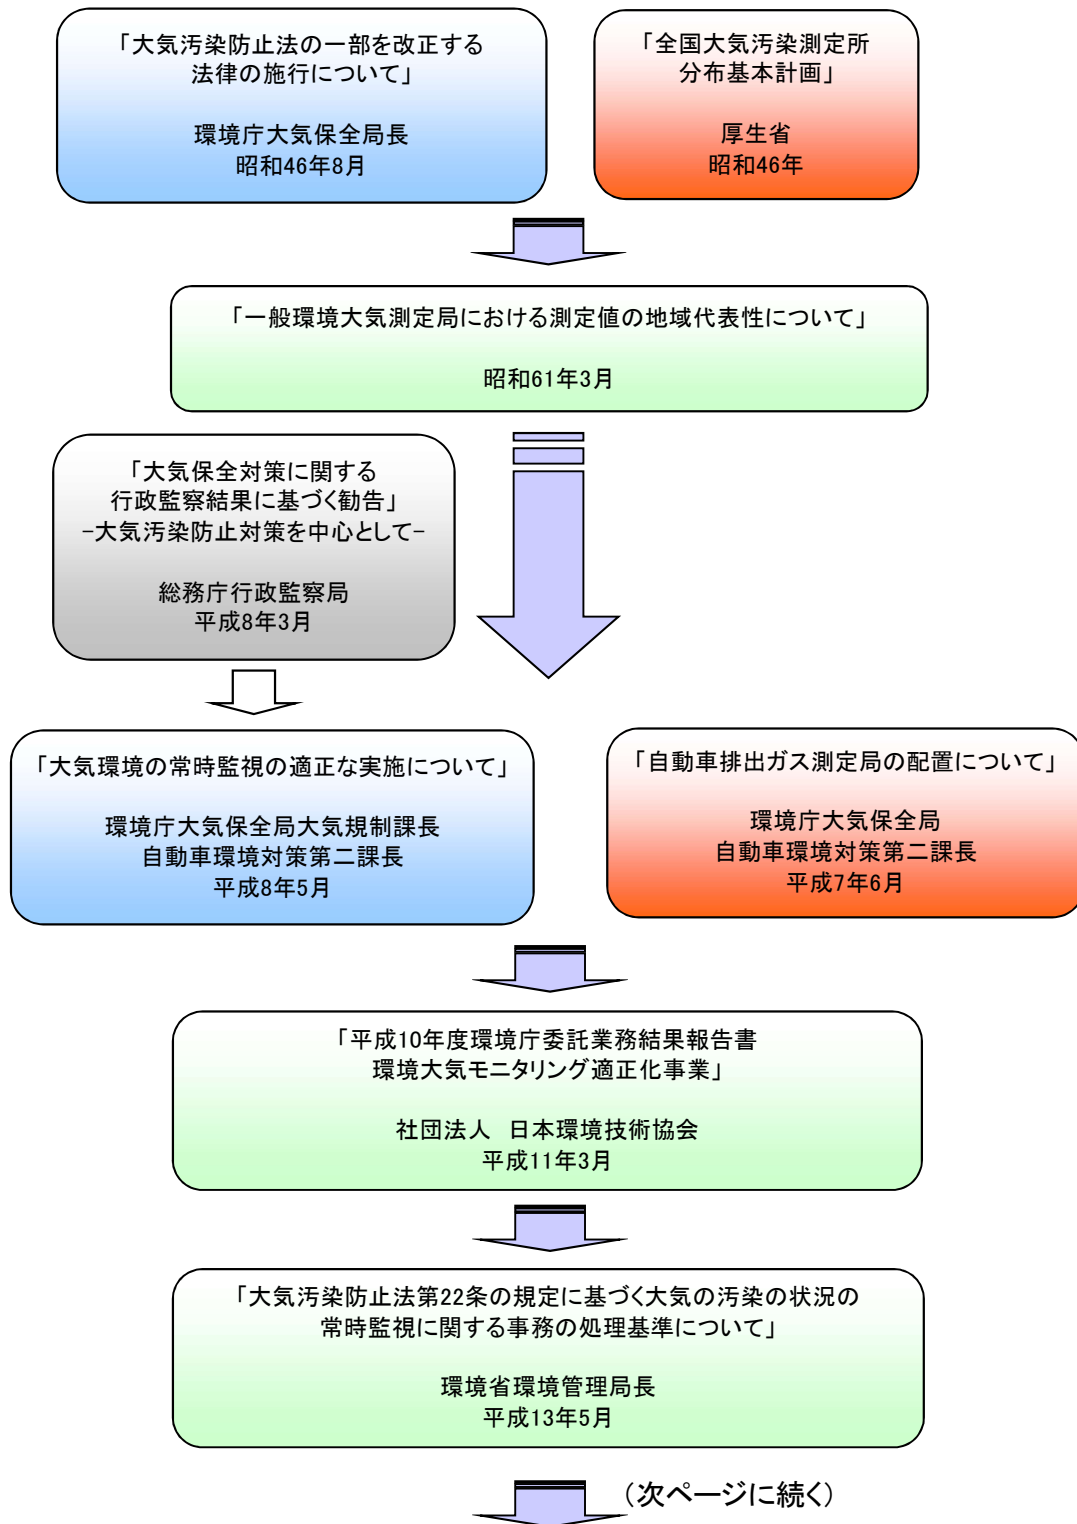 「大気汚染防止法の一部を改正する
法律の施行について」
環境庁大気保全局長
昭和46年8月
「全国大気汚染測定所
分布基本計画」
厚生省
昭和46年
「一般環境大気測定局における測定値の地域代表性について」
昭和61年3月
「大気保全対策に関する
行政監察結果に基づく勧告」
-大気汚染防止対策を中心として-
総務庁行政監察局
平成8年3月
「大気環境の常時監視の適正な実施について」
環境庁大気保全局大気規制課長
自動車環境対策第二課長
平成8年5月
「自動車排出ガス測定局の配置について」
環境庁大気保全局
自動車環境対策第二課長
平成7年6月
「平成10年度環境庁委託業務結果報告書
環境大気モニタリング適正化事業」
社団法人　日本環境技術協会
平成11年3月
「大気汚染防止法第22条の規定に基づく大気の汚染の状況の
常時監視に関する事務の処理基準について」
環境省環境管理局長
平成13年5月
（次ページに続く）